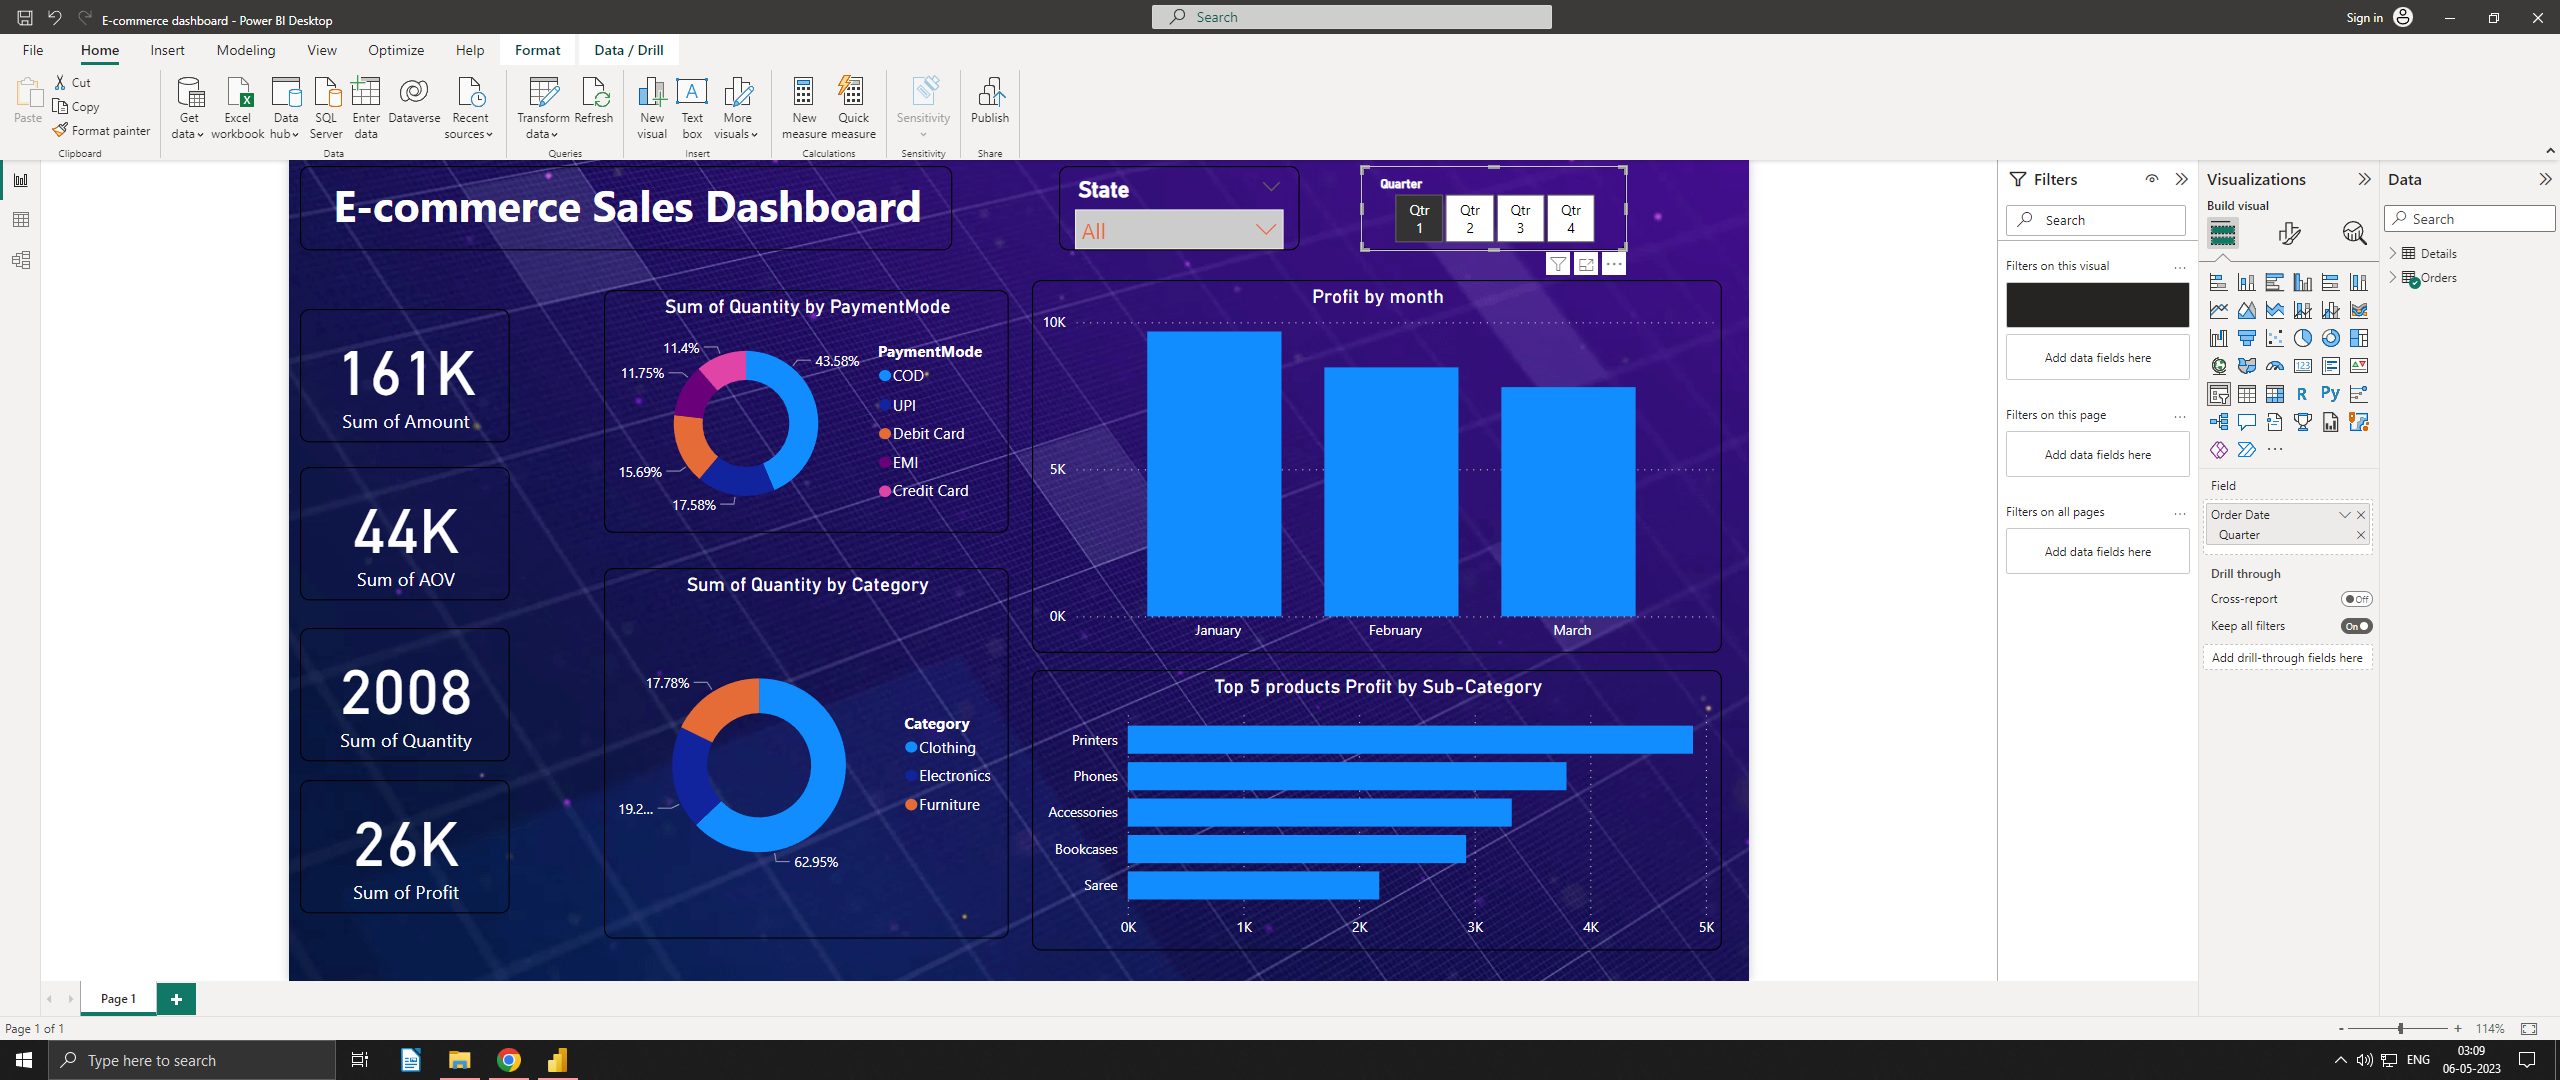 E-commerce dashboard - Power BI Desktop
Search
Sign in
File Home Insert Modeling View Optimize Help Format Data / Drill
Paste
Cut
Copy
Format painter
Get data
Excel workbook
Data hub
SQL Server
Enter data
Dataverse
Recent sources
Transform data
Refresh
New visual
Text box
More visuals
New measure
Quick measure
Sensitivity
Publish
Clipboard Data Queries Insert Calculations Sensitivity Share
E-commerce Sales Dashboard
State
All
Quarter
Qtr 1
Qtr 2
Qtr 3
Qtr 4
161K
Sum of Amount
44K
Sum of AOV
2008
Sum of Quantity
26K
Sum of Profit
Sum of Quantity by PaymentMode
43.58%
17.58%
15.69%
11.75%
11.4%
PaymentMode
COD
UPI
Debit Card
EMI
Credit Card
Sum of Quantity by Category
17.78%
19.2...
62.95%
Category
Clothing
Electronics
Furniture
Profit by month
10K
5K
0K
January February March
Top 5 products Profit by Sub-Category
Printers
Phones
Accessories
Bookcases
Saree
0K 1K 2K 3K 4K 5K
Filters
Search
Filters on this visual
Add data fields here
Filters on this page
Add data fields here
Filters on all pages
Add data fields here
Visualizations
Build visual
123
R
Py
Field
Order Date
Quarter
Drill through
Cross-report
Off
Keep all filters
On
Add drill-through fields here
Data
Search
Details
Orders
Page 1
Page 1 of 1
114%
Type here to search
ENG
03:09
06-05-2023